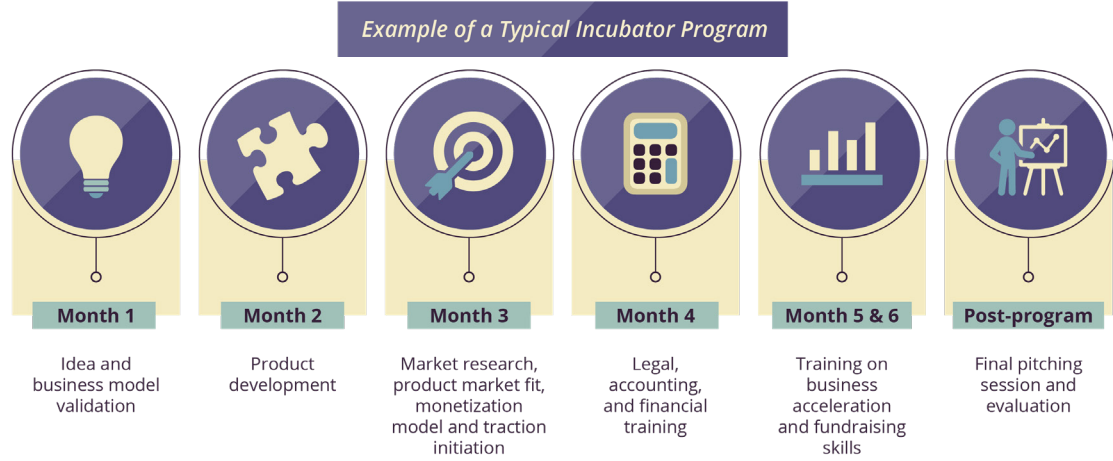 Example of a Typical Incubator Program
Month 1
Idea and
business model
validation
Month 2
Product
development
Month 3
Market research,
product market fit,
monetization
model and traction
initiation
Month 4
Legal,
accounting,
and financial
training
Month 5 & 6
Training on
business
acceleration
and fundraising
skills
Post-program
Final pitching
session and
evaluation